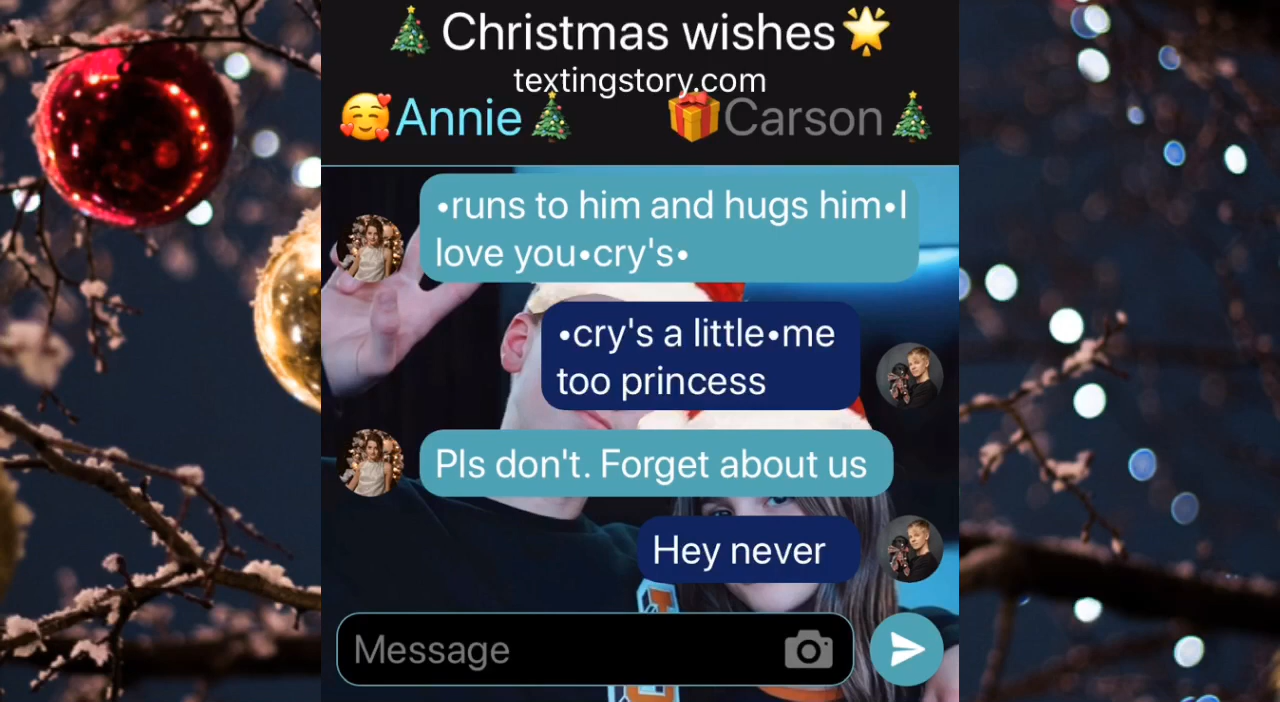 🎄Christmas wishes🌟
textingstory.com
🥰Annie🎄 🎁Carson🎄
•runs to him and hugs him•I
love you•cry's•
•cry's a little•me
too princess
Pls don't. Forget about us
Hey never
Message